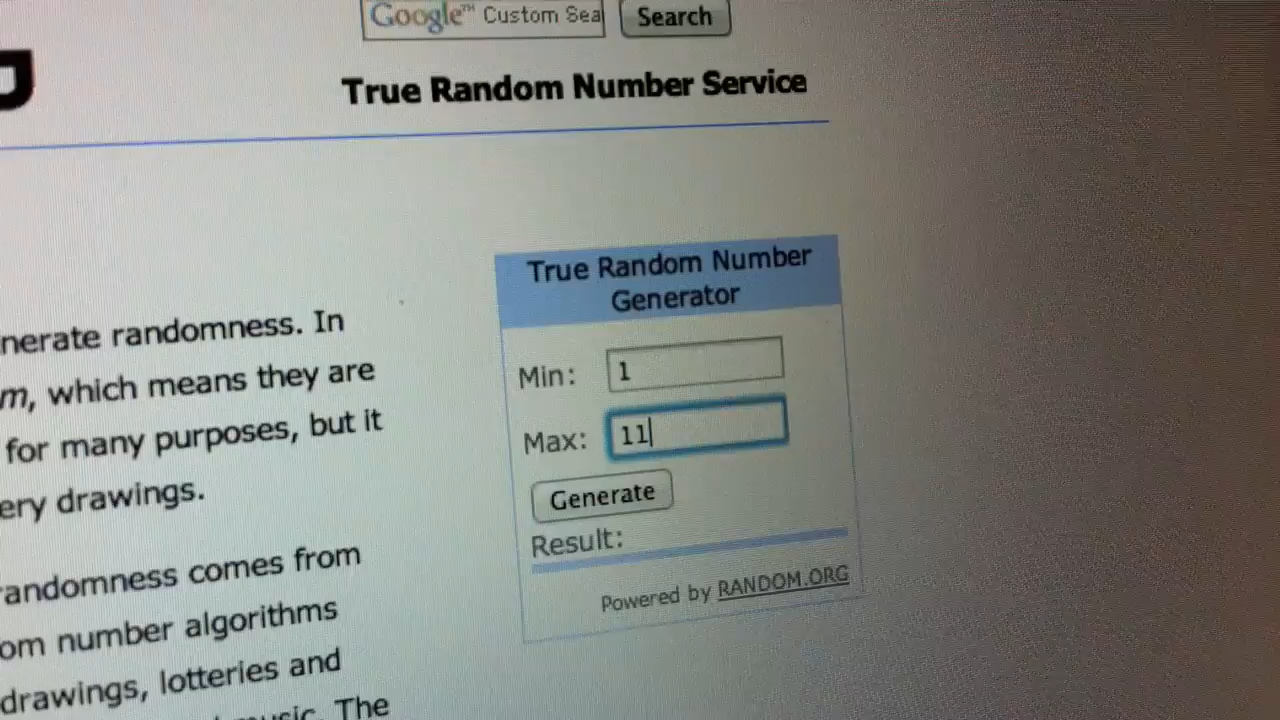 Google™ Custom Sea
Search
True Random Number Service
nerate randomness. In
m, which means they are
for many purposes, but it
ery drawings.
andomness comes from
om number algorithms
drawings, lotteries and
music. The
True Random Number
Generator
Min: 1
Max: 11
Generate
Result:
Powered by RANDOM.ORG